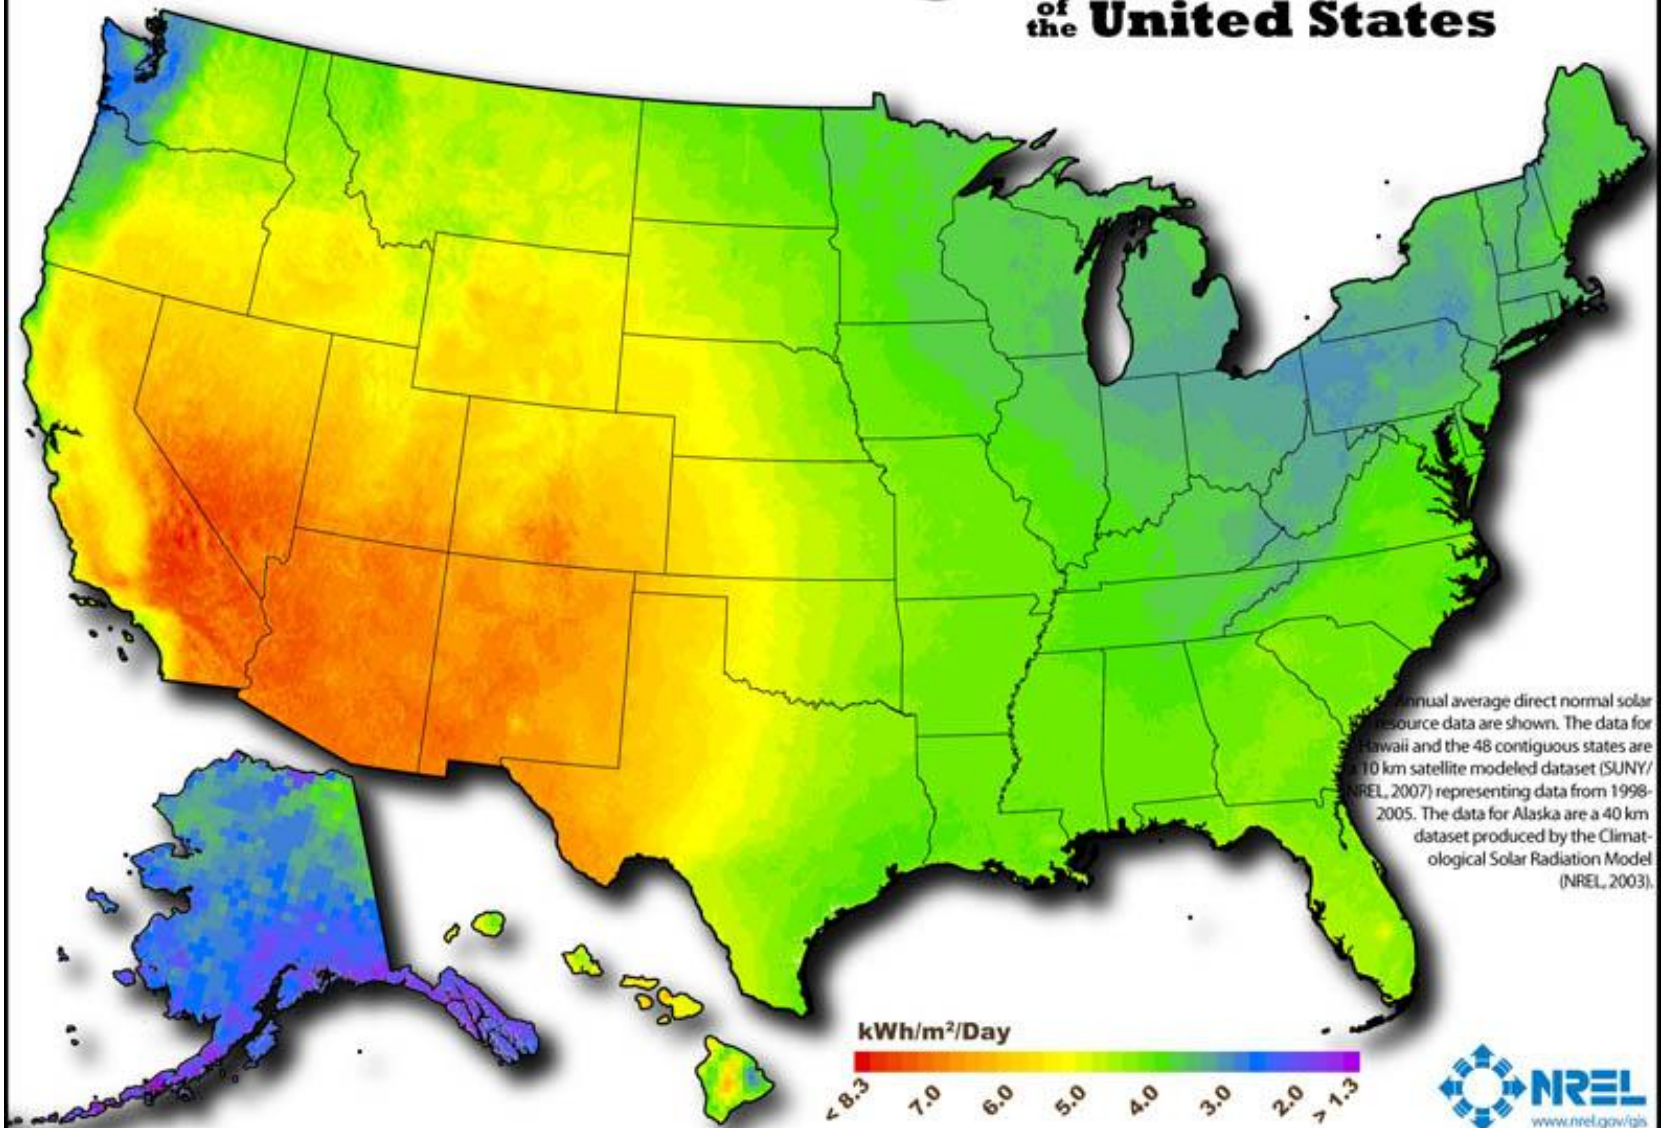 of
the United States
Annual average direct normal solar
resource data are shown. The data for
Hawaii and the 48 contiguous states are
a 10 km satellite modeled dataset (SUNY/
NREL, 2007) representing data from 1998-
2005. The data for Alaska are a 40 km
dataset produced by the Climat-
ological Solar Radiation Model
(NREL, 2003).
kWh/m²/Day
< 8.3 7.0 6.0 5.0 4.0 3.0 2.0 > 1.3
NREL
www.nrel.gov/gis